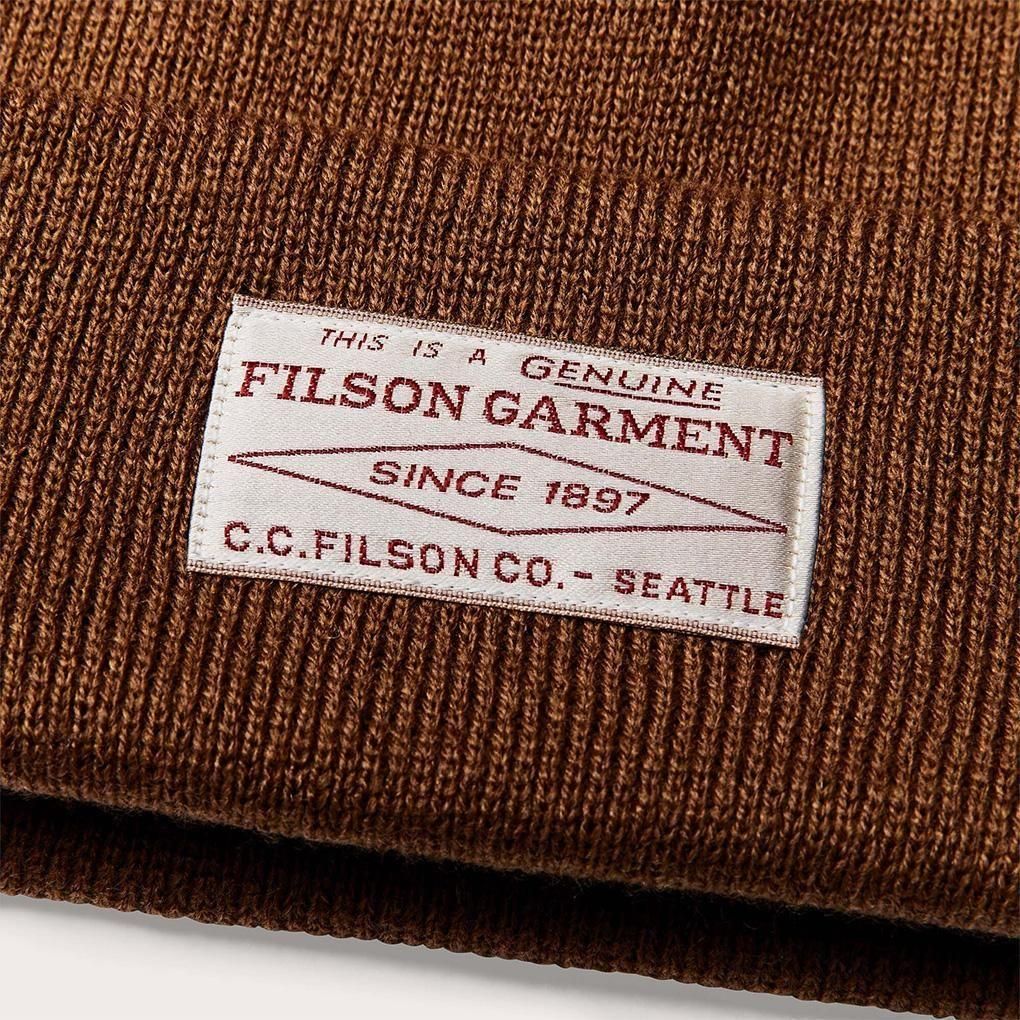 THIS IS A GENUINE
FILSON GARMENT
SINCE 1897
C.C. FILSON CO. - SEATTLE